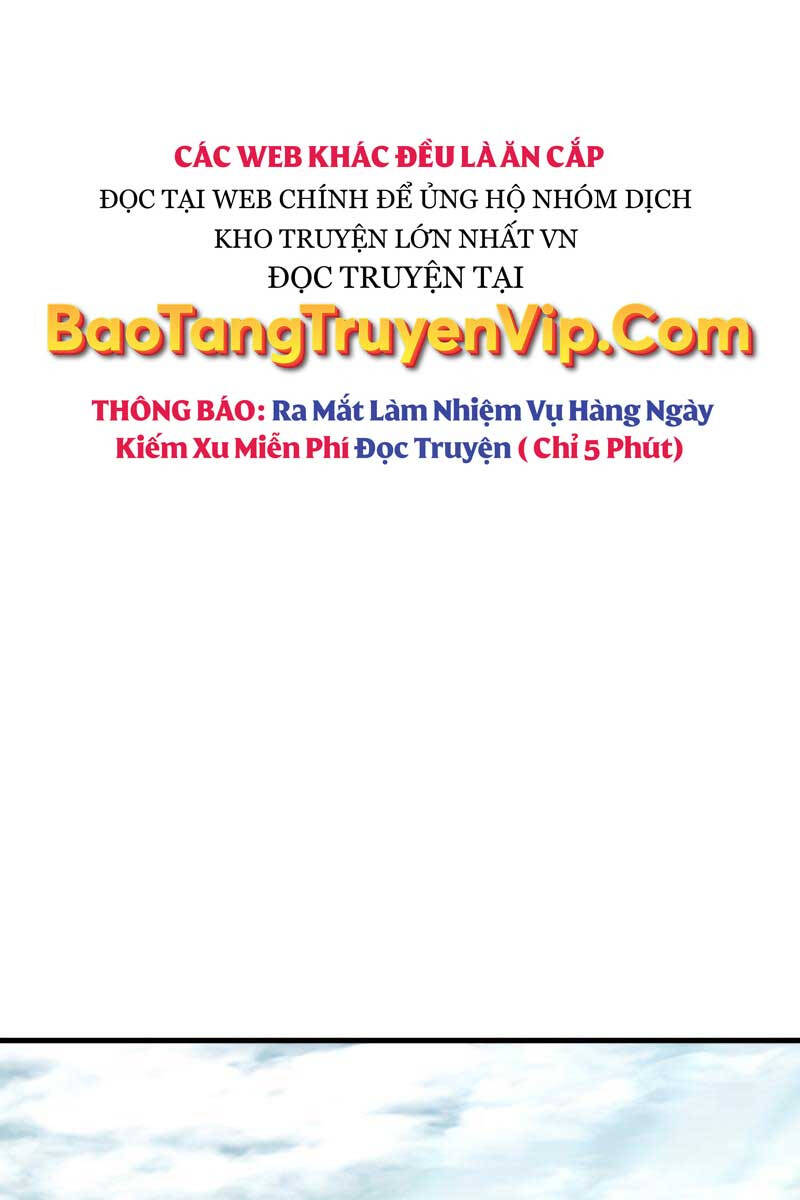 CÁC WEB KHÁC ĐỀU LÀ ĂN CẮP
ĐỌC TẠI WEB CHÍNH ĐỂ ỦNG HỘ NHÓM DỊCH
KHO TRUYỆN LỚN NHẤT VN
ĐỌC TRUYỆN TẠI
BaoTangTruyenVip.Com
THÔNG BÁO: Ra Mắt Làm Nhiệm Vụ Hàng Ngày
Kiếm Xu Miễn Phí Đọc Truyện ( Chỉ 5 Phút)